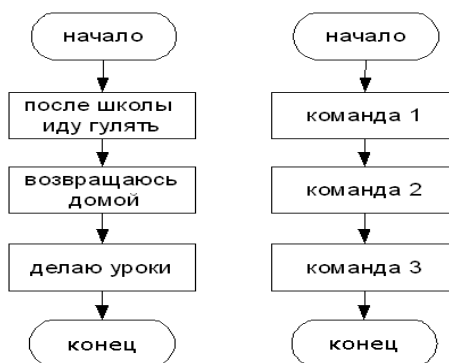 начало
после школы
иду гулять
возвращаюсь
домой
делаю уроки
конец
начало
команда 1
команда 2
команда 3
конец